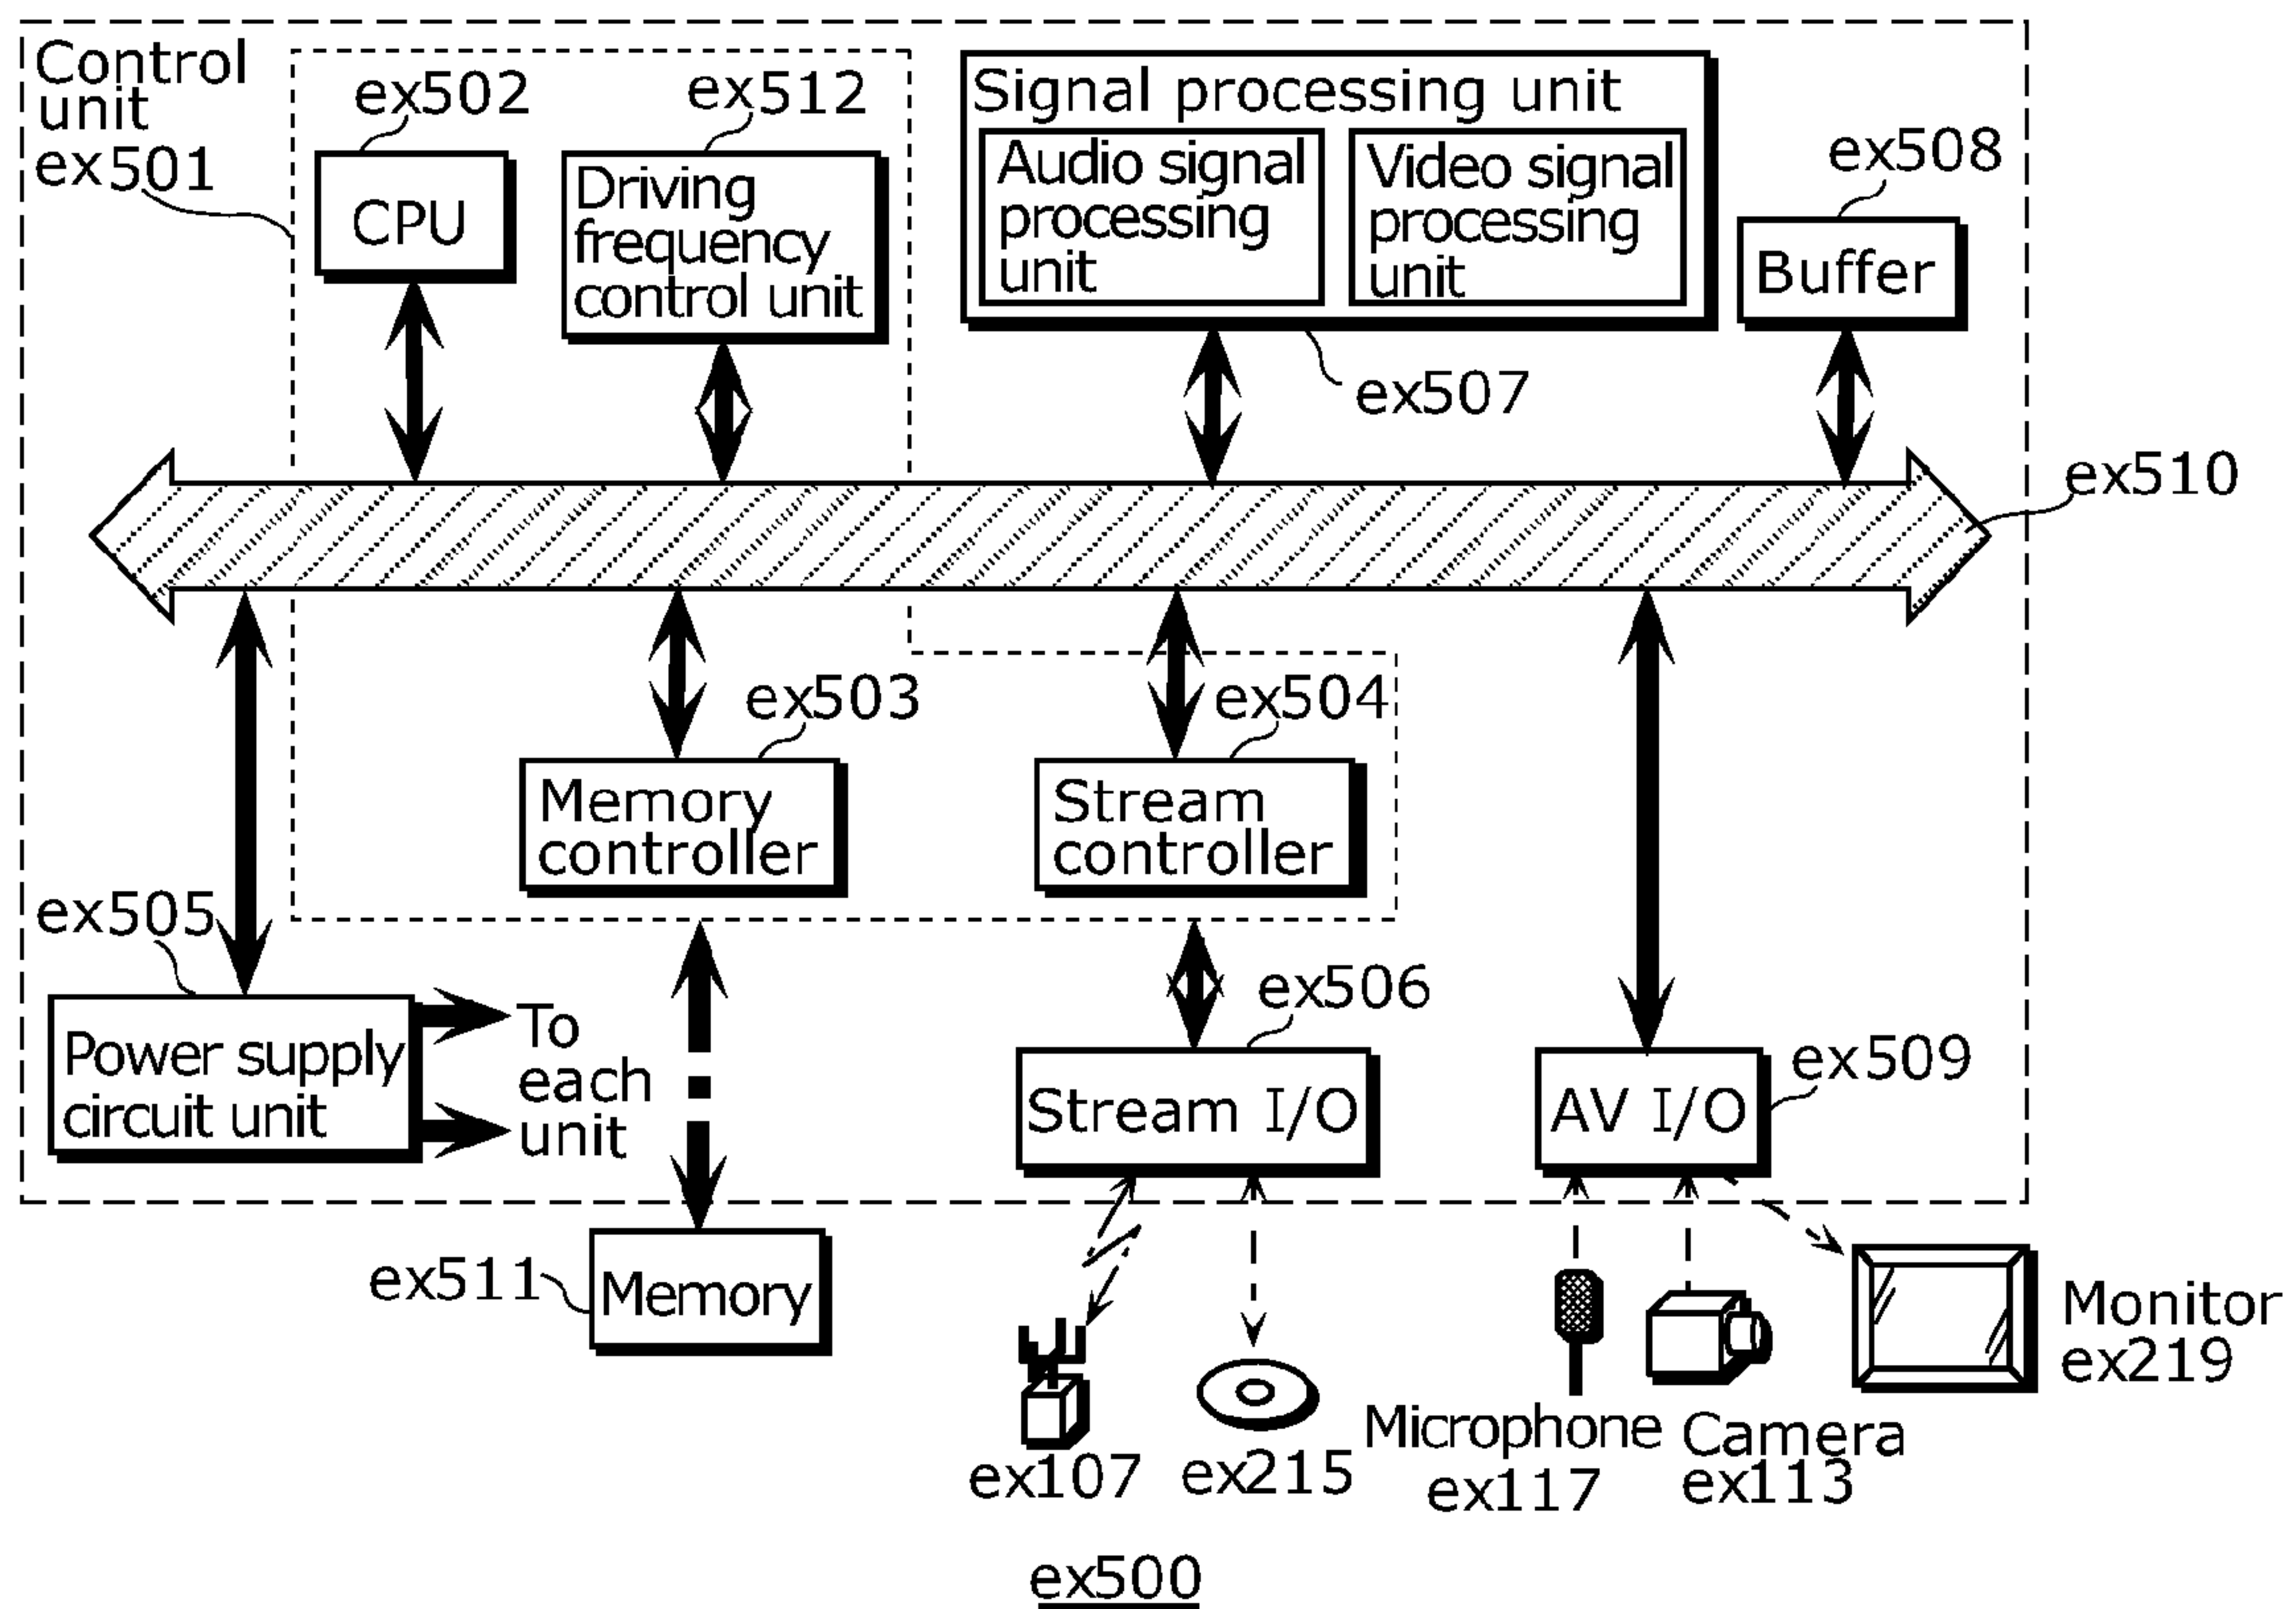 Control
unit
ex501
ex502
CPU
ex512
Driving
frequency
control unit
Signal processing unit
Audio signal
processing
unit
Video signal
processing
unit
ex507
ex508
Buffer
ex510
ex503
Memory
controller
ex504
Stream
controller
ex505
Power supply
circuit unit
To
each
unit
ex506
Stream I/O
ex509
AV I/O
ex511
Memory
ex107
ex215
Microphone
ex117
Camera
ex113
Monitor
ex219
ex500